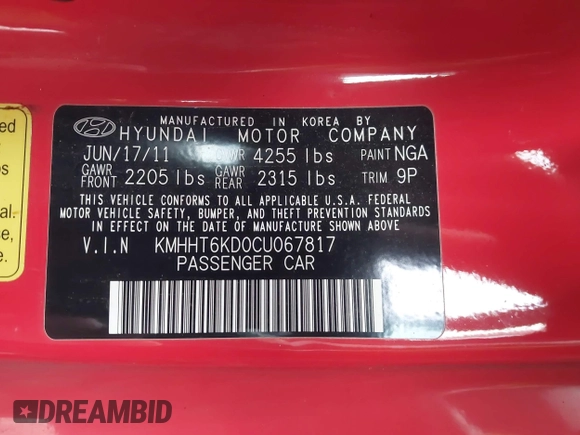 MANUFACTURED IN KOREA BY
HYUNDAI MOTOR COMPANY
JUN/17/11 GVWR 4255 lbs PAINT NGA
GAWR FRONT 2205 lbs GAWR REAR 2315 lbs TRIM 9P
THIS VEHICLE CONFORMS TO ALL APPLICABLE U.S.A. FEDERAL
MOTOR VEHICLE SAFETY, BUMPER, AND THEFT PREVENTION STANDARDS
IN EFFECT ON THE DATE OF MANUFACTURE SHOWN ABOVE.
V.I.N KMHHT6KD0CU067817
PASSENGER CAR
DREAMBID